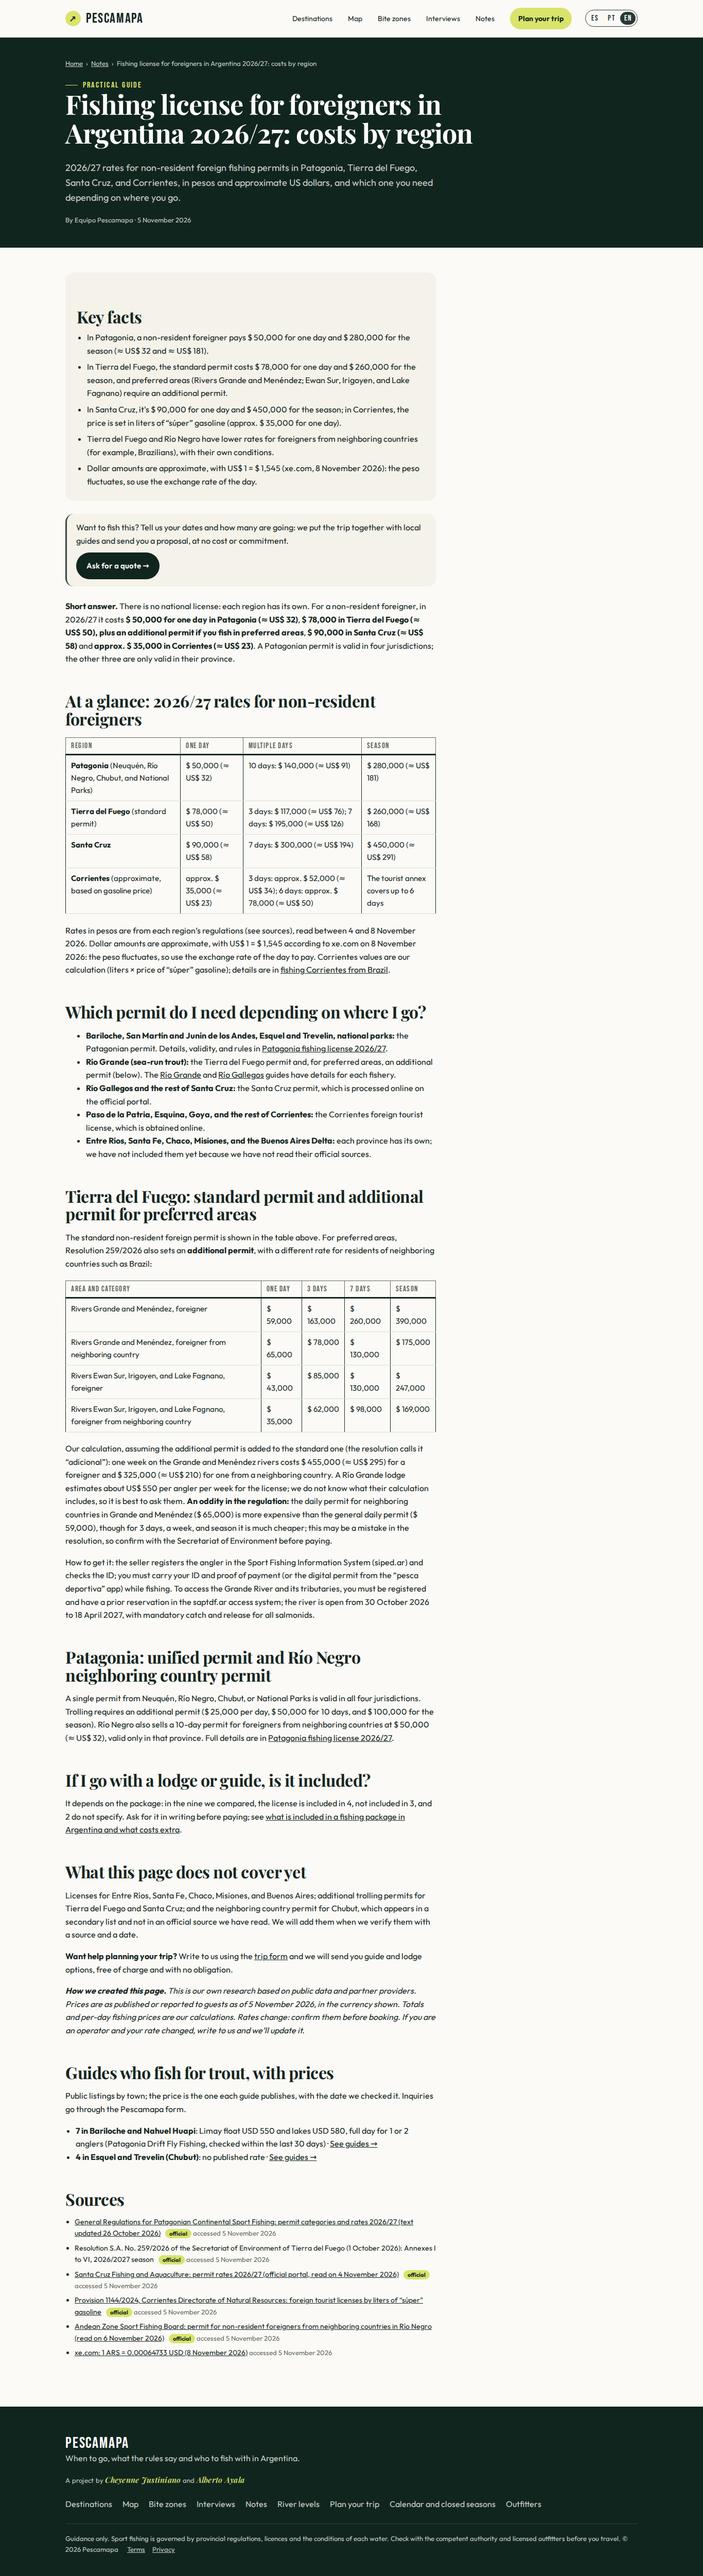 PESCAMAPA
Destinations Map Bite zones Interviews Notes Plan your trip ES PT EN
Home › Notes › Fishing license for foreigners in Argentina 2026/27: costs by region
PRACTICAL GUIDE
Fishing license for foreigners in
Argentina 2026/27: costs by region
2026/27 rates for non-resident foreign fishing permits in Patagonia, Tierra del Fuego,
Santa Cruz, and Corrientes, in pesos and approximate US dollars, and which one you need
depending on where you go.
By Equipo Pescamapa · 5 November 2026
Key facts
• In Patagonia, a non-resident foreigner pays $ 50,000 for one day and $ 280,000 for the
season (≈ US$ 32 and ≈ US$ 181).
• In Tierra del Fuego, the standard permit costs $ 78,000 for one day and $ 260,000 for the
season, and preferred areas (Rivers Grande and Menéndez; Ewan Sur, Irigoyen, and Lake
Fagnano) require an additional permit.
• In Santa Cruz, it's $ 90,000 for one day and $ 450,000 for the season; in Corrientes, the
price is set in liters of “súper” gasoline (approx. $ 35,000 for one day).
• Tierra del Fuego and Río Negro have lower rates for foreigners from neighboring countries
(for example, Brazilians), with their own conditions.
• Dollar amounts are approximate, with US$ 1 = $ 1,545 (xe.com, 8 November 2026): the peso
fluctuates, so use the exchange rate of the day.
Want to fish this? Tell us your dates and how many are going: we put the trip together with local
guides and send you a proposal, at no cost or commitment.
Ask for a quote →
Short answer. There is no national license: each region has its own. For a non-resident foreigner, in
2026/27 it costs $ 50,000 for one day in Patagonia (≈ US$ 32), $ 78,000 in Tierra del Fuego (≈
US$ 50), plus an additional permit if you fish in preferred areas, $ 90,000 in Santa Cruz (≈ US$
58) and approx. $ 35,000 in Corrientes (≈ US$ 23). A Patagonian permit is valid in four jurisdictions;
the other three are only valid in their province.
At a glance: 2026/27 rates for non-resident
foreigners
REGION ONE DAY MULTIPLE DAYS SEASON
Patagonia (Neuquén, Río Negro, Chubut, and National Parks) $ 50,000 (≈ US$ 32) 10 days: $ 140,000 (≈ US$ 91) $ 280,000 (≈ US$ 181)
Tierra del Fuego (standard permit) $ 78,000 (≈ US$ 50) 3 days: $ 117,000 (≈ US$ 76); 7 days: $ 195,000 (≈ US$ 126) $ 260,000 (≈ US$ 168)
Santa Cruz $ 90,000 (≈ US$ 58) 7 days: $ 300,000 (≈ US$ 194) $ 450,000 (≈ US$ 291)
Corrientes (approximate, based on gasoline price) approx. $ 35,000 (≈ US$ 23) 3 days: approx. $ 52,000 (≈ US$ 34); 6 days: approx. $ 78,000 (≈ US$ 50) The tourist annex covers up to 6 days
Rates in pesos are from each region's regulations (see sources), read between 4 and 8 November
2026. Dollar amounts are approximate, with US$ 1 = $ 1,545 according to xe.com on 8 November
2026: the peso fluctuates, so use the exchange rate of the day to pay. Corrientes values are our
calculation (liters × price of “súper” gasoline); details are in fishing Corrientes from Brazil.
Which permit do I need depending on where I go?
• Bariloche, San Martín and Junín de los Andes, Esquel and Trevelin, national parks: the
Patagonian permit. Details, validity, and rules in Patagonia fishing license 2026/27.
• Río Grande (sea-run trout): the Tierra del Fuego permit and, for preferred areas, an additional
permit (below). The Río Grande and Río Gallegos guides have details for each fishery.
• Río Gallegos and the rest of Santa Cruz: the Santa Cruz permit, which is processed online on
the official portal.
• Paso de la Patria, Esquina, Goya, and the rest of Corrientes: the Corrientes foreign tourist
license, which is obtained online.
• Entre Ríos, Santa Fe, Chaco, Misiones, and the Buenos Aires Delta: each province has its own;
we have not included them yet because we have not read their official sources.
Tierra del Fuego: standard permit and additional
permit for preferred areas
The standard non-resident foreign permit is shown in the table above. For preferred areas,
Resolution 259/2026 also sets an additional permit, with a different rate for residents of neighboring
countries such as Brazil:
AREA AND CATEGORY ONE DAY 3 DAYS 7 DAYS SEASON
Rivers Grande and Menéndez, foreigner $ 59,000 $ 163,000 $ 260,000 $ 390,000
Rivers Grande and Menéndez, foreigner from neighboring country $ 65,000 $ 78,000 $ 130,000 $ 175,000
Rivers Ewan Sur, Irigoyen, and Lake Fagnano, foreigner $ 43,000 $ 85,000 $ 130,000 $ 247,000
Rivers Ewan Sur, Irigoyen, and Lake Fagnano, foreigner from neighboring country $ 35,000 $ 62,000 $ 98,000 $ 169,000
Our calculation, assuming the additional permit is added to the standard one (the resolution calls it
“adicional”): one week on the Grande and Menéndez rivers costs $ 455,000 (≈ US$ 295) for a
foreigner and $ 325,000 (≈ US$ 210) for one from a neighboring country. A Río Grande lodge
estimates about US$ 550 per angler per week for the license; we do not know what their calculation
includes, so it is best to ask them. An oddity in the regulation: the daily permit for neighboring
countries in Grande and Menéndez ($ 65,000) is more expensive than the general daily permit ($
59,000), though for 3 days, a week, and season it is much cheaper; this may be a mistake in the
resolution, so confirm with the Secretariat of Environment before paying.
How to get it: the seller registers the angler in the Sport Fishing Information System (siped.ar) and
checks the ID; you must carry your ID and proof of payment (or the digital permit from the “pesca
deportiva” app) while fishing. To access the Grande River and its tributaries, you must be registered
and have a prior reservation in the saptdf.ar access system; the river is open from 30 October 2026
to 18 April 2027, with mandatory catch and release for all salmonids.
Patagonia: unified permit and Río Negro
neighboring country permit
A single permit from Neuquén, Río Negro, Chubut, or National Parks is valid in all four jurisdictions.
Trolling requires an additional permit ($ 25,000 per day, $ 50,000 for 10 days, and $ 100,000 for the
season). Río Negro also sells a 10-day permit for foreigners from neighboring countries at $ 50,000
(≈ US$ 32), valid only in that province. Full details are in Patagonia fishing license 2026/27.
If I go with a lodge or guide, is it included?
It depends on the package: in the nine we compared, the license is included in 4, not included in 3, and
2 do not specify. Ask for it in writing before paying; see what is included in a fishing package in
Argentina and what costs extra.
What this page does not cover yet
Licenses for Entre Ríos, Santa Fe, Chaco, Misiones, and Buenos Aires; additional trolling permits for
Tierra del Fuego and Santa Cruz; and the neighboring country permit for Chubut, which appears in a
secondary list and not in an official source we have read. We will add them when we verify them with
a source and a date.
Want help planning your trip? Write to us using the trip form and we will send you guide and lodge
options, free of charge and with no obligation.
How we created this page. This is our own research based on public data and partner providers.
Prices are as published or reported to guests as of 5 November 2026, in the currency shown. Totals
and per-day fishing prices are our calculations. Rates change: confirm them before booking. If you are
an operator and your rate changed, write to us and we'll update it.
Guides who fish for trout, with prices
Public listings by town; the price is the one each guide publishes, with the date we checked it. Inquiries
go through the Pescamapa form.
• 7 in Bariloche and Nahuel Huapi: Limay float USD 550 and lakes USD 580, full day for 1 or 2
anglers (Patagonia Drift Fly Fishing, checked within the last 30 days) · See guides →
• 4 in Esquel and Trevelin (Chubut): no published rate · See guides →
Sources
• General Regulations for Patagonian Continental Sport Fishing: permit categories and rates 2026/27 (text
updated 26 October 2026) official accessed 5 November 2026
• Resolution S.A. No. 259/2026 of the Secretariat of Environment of Tierra del Fuego (1 October 2026): Annexes I
to VI, 2026/2027 season official accessed 5 November 2026
• Santa Cruz Fishing and Aquaculture: permit rates 2026/27 (official portal, read on 4 November 2026) official
accessed 5 November 2026
• Provision 1144/2024, Corrientes Directorate of Natural Resources: foreign tourist licenses by liters of "súper"
gasoline official accessed 5 November 2026
• Andean Zone Sport Fishing Board: permit for non-resident foreigners from neighboring countries in Río Negro
(read on 6 November 2026) official accessed 5 November 2026
• xe.com: 1 ARS = 0.00064733 USD (8 November 2026) accessed 5 November 2026
PESCAMAPA
When to go, what the rules say and who to fish with in Argentina.
A project by Cheyenne Justiniano and Alberto Ayala
Destinations Map Bite zones Interviews Notes River levels Plan your trip Calendar and closed seasons Outfitters
Guidance only. Sport fishing is governed by provincial regulations, licences and the conditions of each water. Check with the competent authority and licensed outfitters before you travel. ©
2026 Pescamapa Terms Privacy